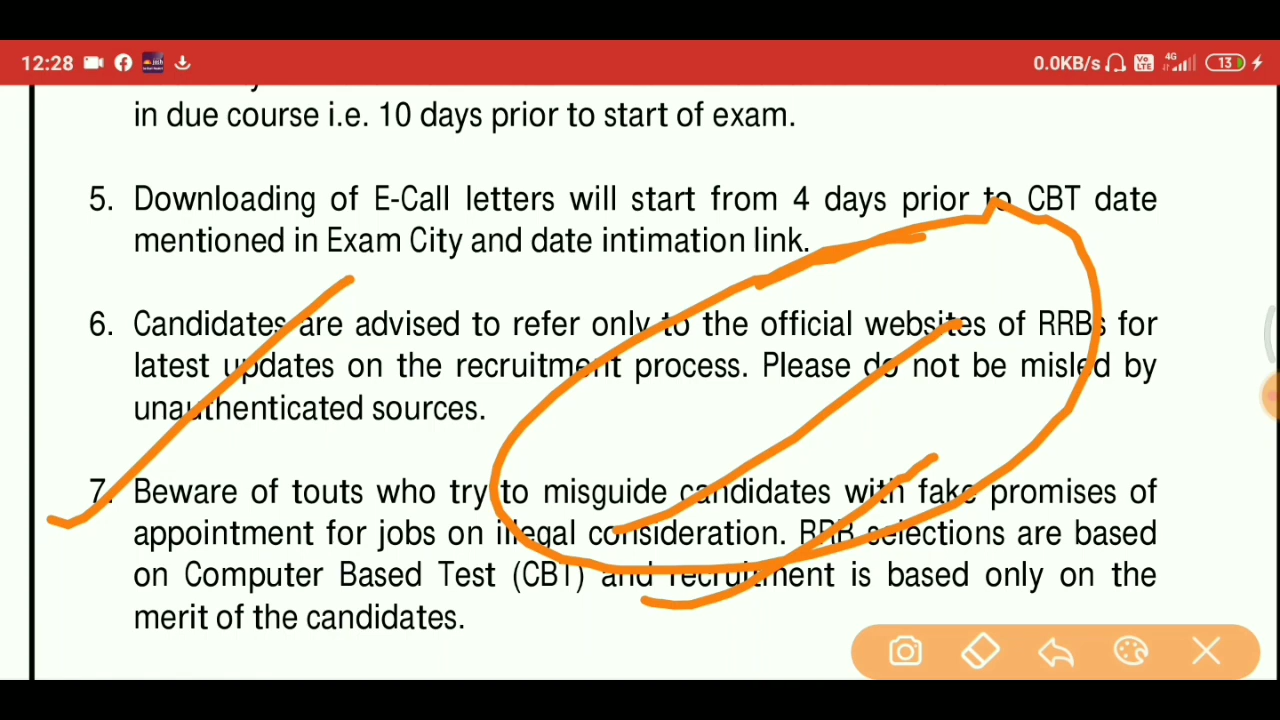 12:28
0.0KB/s
Vo LTE
4G
13
in due course i.e. 10 days prior to start of exam.
5. Downloading of E-Call letters will start from 4 days prior to CBT date
mentioned in Exam City and date intimation link.
6. Candidates are advised to refer only to the official websites of RRBs for
latest updates on the recruitment process. Please do not be misled by
unauthenticated sources.
7. Beware of touts who try to misguide candidates with fake promises of
appointment for jobs on illegal consideration. RRB selections are based
on Computer Based Test (CBT) and recruitment is based only on the
merit of the candidates.